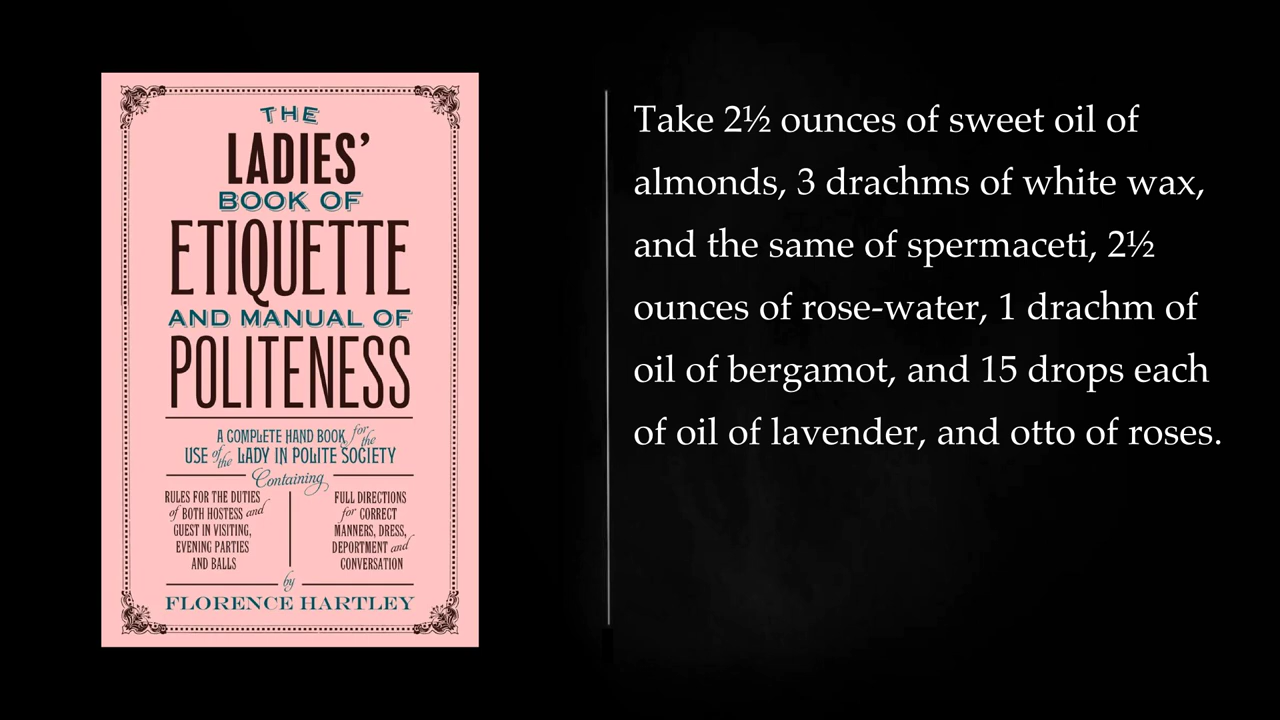 THE
LADIES'
BOOK OF
ETIQUETTE
AND MANUAL OF
POLITENESS
A COMPLETE HAND BOOK for the
USE of the LADY IN POLITE SOCIETY
Containing
RULES FOR THE DUTIES
of BOTH HOSTESS and
GUEST IN VISITING,
EVENING PARTIES
AND BALLS
FULL DIRECTIONS
for CORRECT
MANNERS, DRESS,
DEPORTMENT and
CONVERSATION
by
FLORENCE HARTLEY
Take 2½ ounces of sweet oil of
almonds, 3 drachms of white wax,
and the same of spermaceti, 2½
ounces of rose-water, 1 drachm of
oil of bergamot, and 15 drops each
of oil of lavender, and otto of roses.